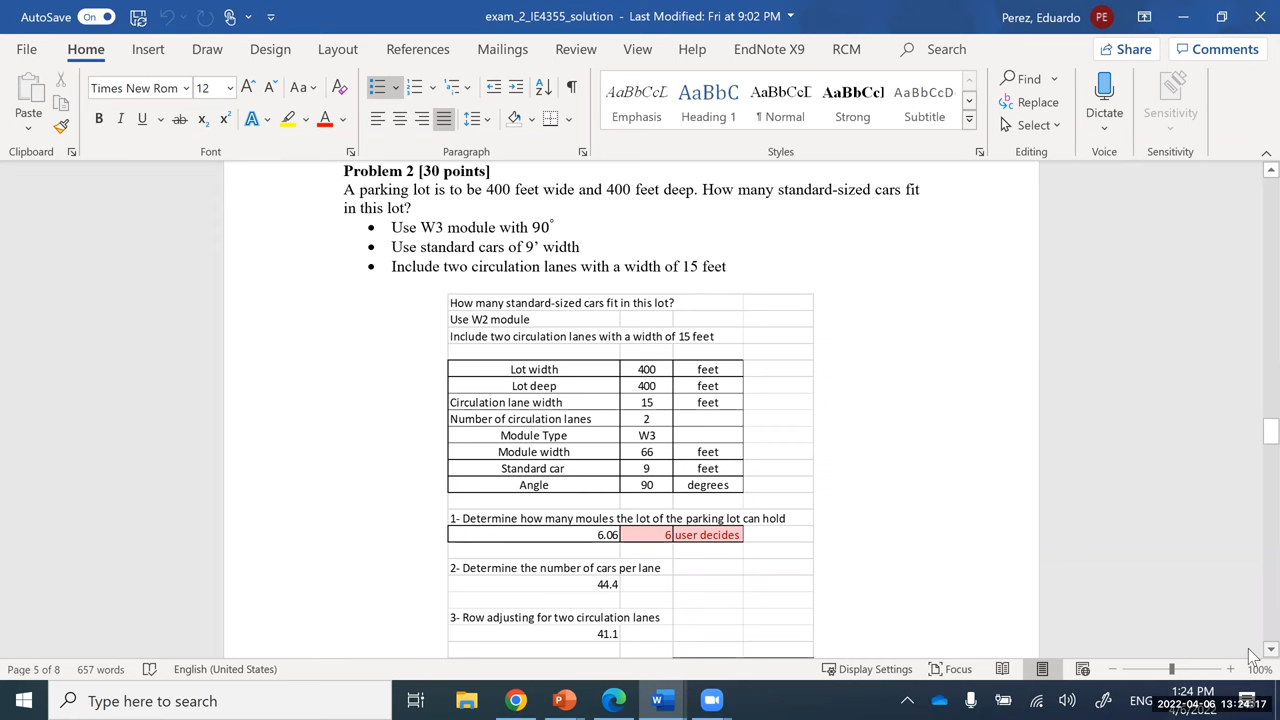 AutoSave On exam_2_IE4355_solution - Last Modified: Fri at 9:02 PM Perez, Eduardo PE
File Home Insert Draw Design Layout References Mailings Review View Help EndNote X9 RCM Search Share Comments
Paste Times New Rom 12 Aa Find
AaBbCcD AaBbC AaBbCcI AaBbCcI AaBbCcD
Replace Dictate Sensitivity
B I U ab x₂ x² A A Emphasis Heading 1 ¶ Normal Strong Subtitle Select
Clipboard Font Paragraph Styles Editing Voice Sensitivity
Problem 2 [30 points]
A parking lot is to be 400 feet wide and 400 feet deep. How many standard-sized cars fit
in this lot?
• Use W3 module with 90°
• Use standard cars of 9’ width
• Include two circulation lanes with a width of 15 feet
How many standard-sized cars fit in this lot?
Use W2 module
Include two circulation lanes with a width of 15 feet
Lot width 400 feet
Lot deep 400 feet
Circulation lane width 15 feet
Number of circulation lanes 2
Module Type W3
Module width 66 feet
Standard car 9 feet
Angle 90 degrees
1- Determine how many moules the lot of the parking lot can hold
6.06 6 user decides
2- Determine the number of cars per lane
44.4
3- Row adjusting for two circulation lanes
41.1
Page 5 of 8 657 words English (United States) Display Settings Focus 100%
Type here to search ENG 1:24 PM
2022-04-06 13:24:17